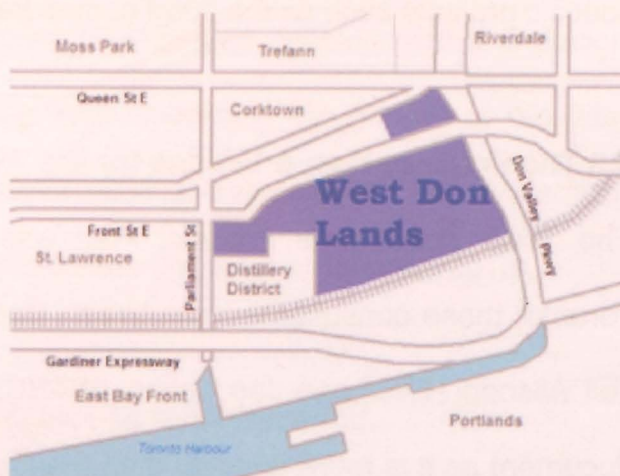 Moss Park
Trefann
Riverdale
Queen St E
Corktown
West Don
Lands
Don Valley
Pkwy
Front St E
Parliament St
St. Lawrence
Distillery
District
Gardiner Expressway
East Bay Front
Portlands
Toronto Harbour